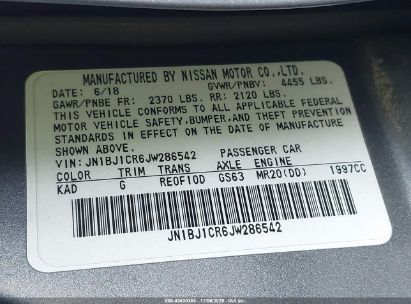 MANUFACTURED BY NISSAN MOTOR CO.,LTD.
DATE: 6/18 GVWR/PNBV: 4455 LBS.
GAWR/PNBE FR: 2370 LBS. RR: 2120 LBS.
THIS VEHICLE CONFORMS TO ALL APPLICABLE FEDERAL
MOTOR VEHICLE SAFETY,BUMPER,AND THEFT PREVENTION
STANDARDS IN EFFECT ON THE DATE OF MANUFACTURE
SHOWN ABOVE.
VIN: JN1BJ1CR6JW286542 PASSENGER CAR
COLOR TRIM TRANS AXLE ENGINE
KAD G RE0F10D GS63 MR20(DD) 1997CC
JN1BJ1CR6JW286542